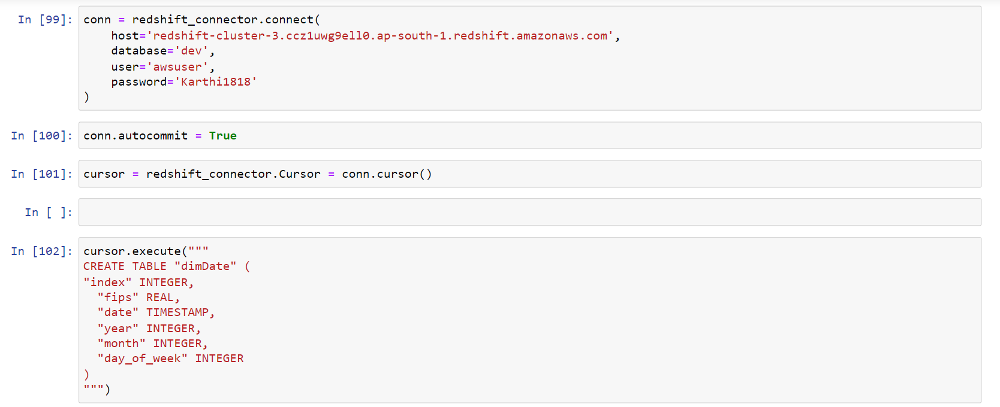 In [99]: conn = redshift_connector.connect(
host='redshift-cluster-3.ccz1uwg9ell0.ap-south-1.redshift.amazonaws.com',
database='dev',
user='awsuser',
password='Karthi1818'
)
In [100]: conn.autocommit = True
In [101]: cursor = redshift_connector.Cursor = conn.cursor()
In [ ]:
In [102]: cursor.execute("""
CREATE TABLE "dimDate" (
"index" INTEGER,
"fips" REAL,
"date" TIMESTAMP,
"year" INTEGER,
"month" INTEGER,
"day_of_week" INTEGER
)
""")